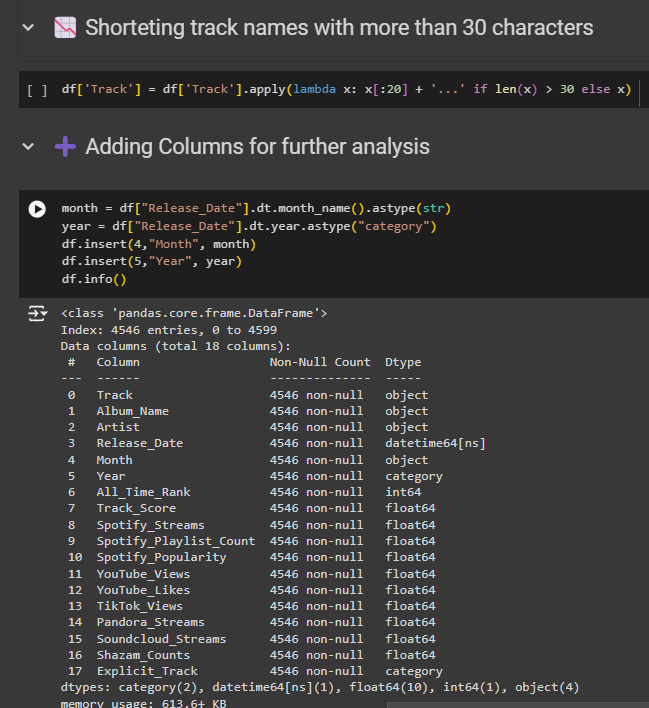 Shorteting track names with more than 30 characters
[ ] df['Track'] = df['Track'].apply(lambda x: x[:20] + '...' if len(x) > 30 else x)
Adding Columns for further analysis
month = df["Release_Date"].dt.month_name().astype(str)
year = df["Release_Date"].dt.year.astype("category")
df.insert(4,"Month", month)
df.insert(5,"Year", year)
df.info()
<class 'pandas.core.frame.DataFrame'>
Index: 4546 entries, 0 to 4599
Data columns (total 18 columns):
 #   Column                  Non-Null Count  Dtype
---  ------                  --------------  -----
 0   Track                   4546 non-null   object
 1   Album_Name              4546 non-null   object
 2   Artist                  4546 non-null   object
 3   Release_Date            4546 non-null   datetime64[ns]
 4   Month                   4546 non-null   object
 5   Year                    4546 non-null   category
 6   All_Time_Rank           4546 non-null   int64
 7   Track_Score             4546 non-null   float64
 8   Spotify_Streams         4546 non-null   float64
 9   Spotify_Playlist_Count  4546 non-null   float64
 10  Spotify_Popularity      4546 non-null   float64
 11  YouTube_Views           4546 non-null   float64
 12  YouTube_Likes           4546 non-null   float64
 13  TikTok_Views            4546 non-null   float64
 14  Pandora_Streams         4546 non-null   float64
 15  Soundcloud_Streams      4546 non-null   float64
 16  Shazam_Counts           4546 non-null   float64
 17  Explicit_Track          4546 non-null   category
dtypes: category(2), datetime64[ns](1), float64(10), int64(1), object(4)
memory usage: 613.6+ KB